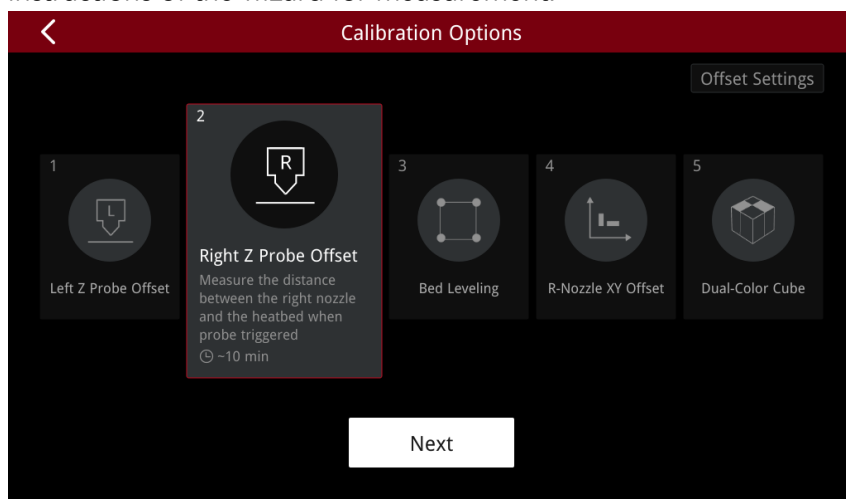 Calibration Options
Offset Settings
1
L
Left Z Probe Offset
2
R
Right Z Probe Offset
Measure the distance
between the right nozzle
and the heatbed when
probe triggered
~10 min
3
Bed Leveling
4
R-Nozzle XY Offset
5
Dual-Color Cube
Next